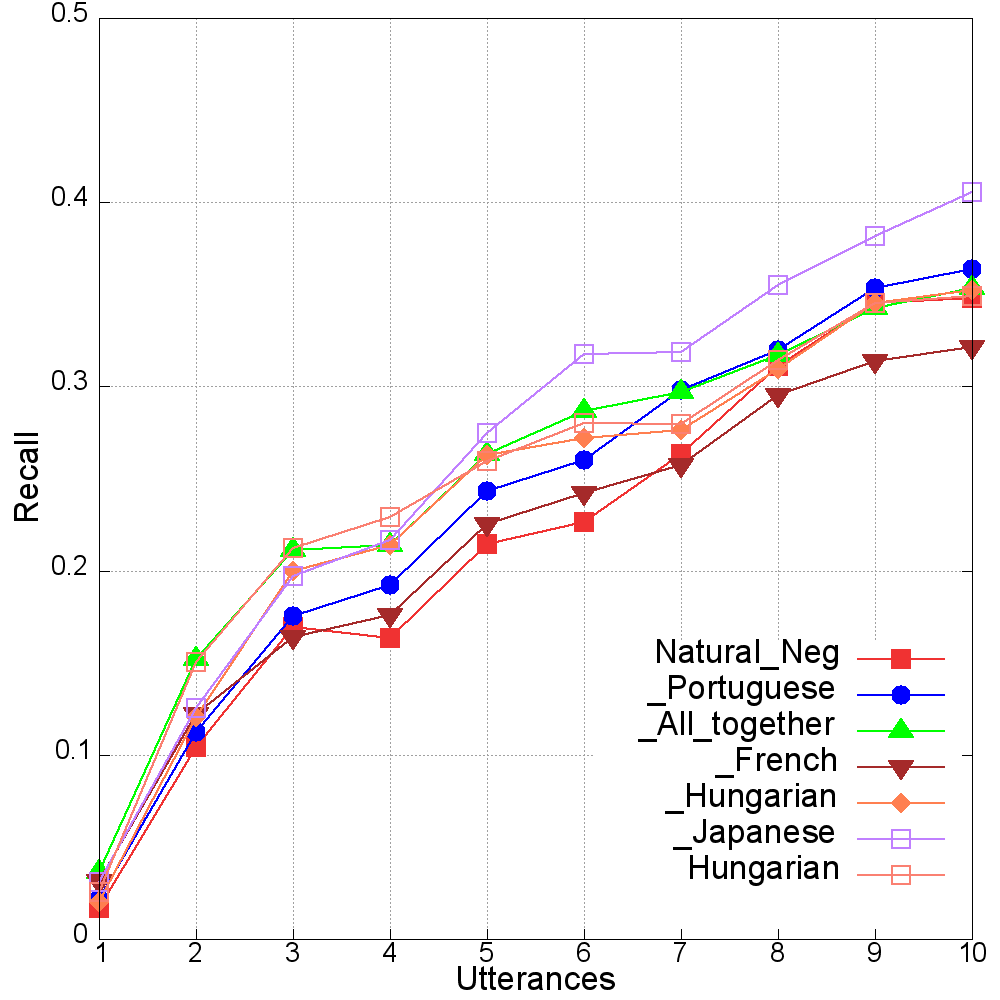 0.5
0.4
0.3
0.2
0.1
0
Recall
1 2 3 4 5 6 7 8 9 10
Utterances
Natural_Neg
_Portuguese
_All_together
_French
_Hungarian
_Japanese
Hungarian